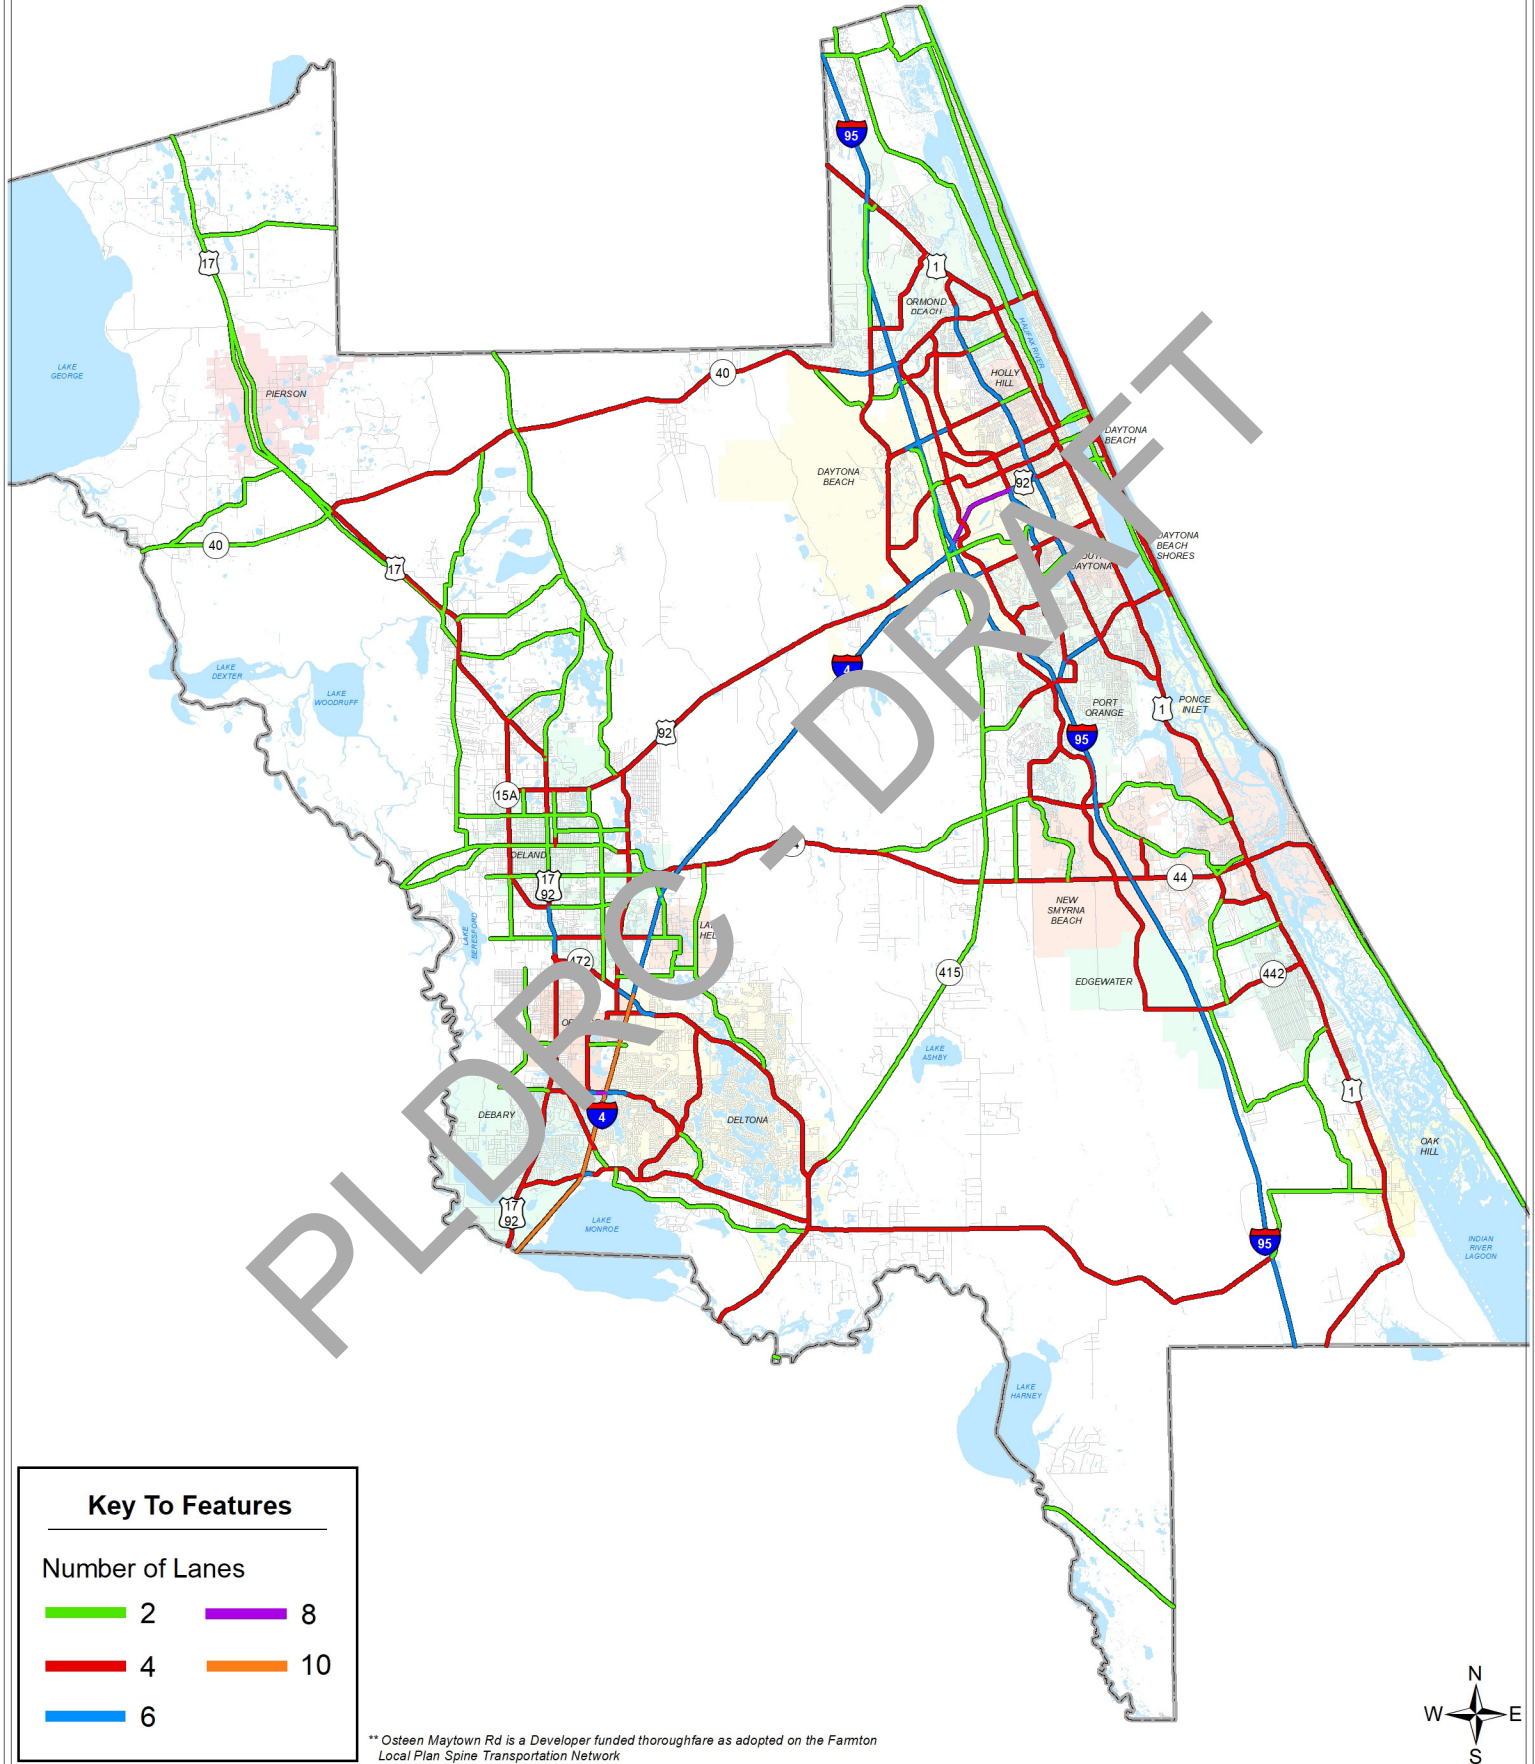 95
17
1
ORMOND
BEACH
HALIFAX RIVER
LAKE
GEORGE
PIERSON
40
HOLLY
HILL
DAYTONA
BEACH
DAYTONA
BEACH
92
40
17
DAYTONA
BEACH
SHORES
DAYTONA
LAKE
DEXTER
LAKE
WOODRUFF
4
PORT
ORANGE
PONCE
INLET
1
92
95
15A
DELAND
17
92
44
NEW
SMYRNA
BEACH
LAKE
BERESFORD
472
415
EDGEWATER
442
LAKE
ASHBY
1
DEBARY
4
DELTONA
OAK
HILL
17
92
LAKE
MONROE
95
INDIAN
RIVER
LAGOON
LAKE
HARNEY
PLDRC - DRAFT
Key To Features
Number of Lanes
2
8
4
10
6
** Osteen Maytown Rd is a Developer funded thoroughfare as adopted on the Farmton
Local Plan Spine Transportation Network
N
W
E
S